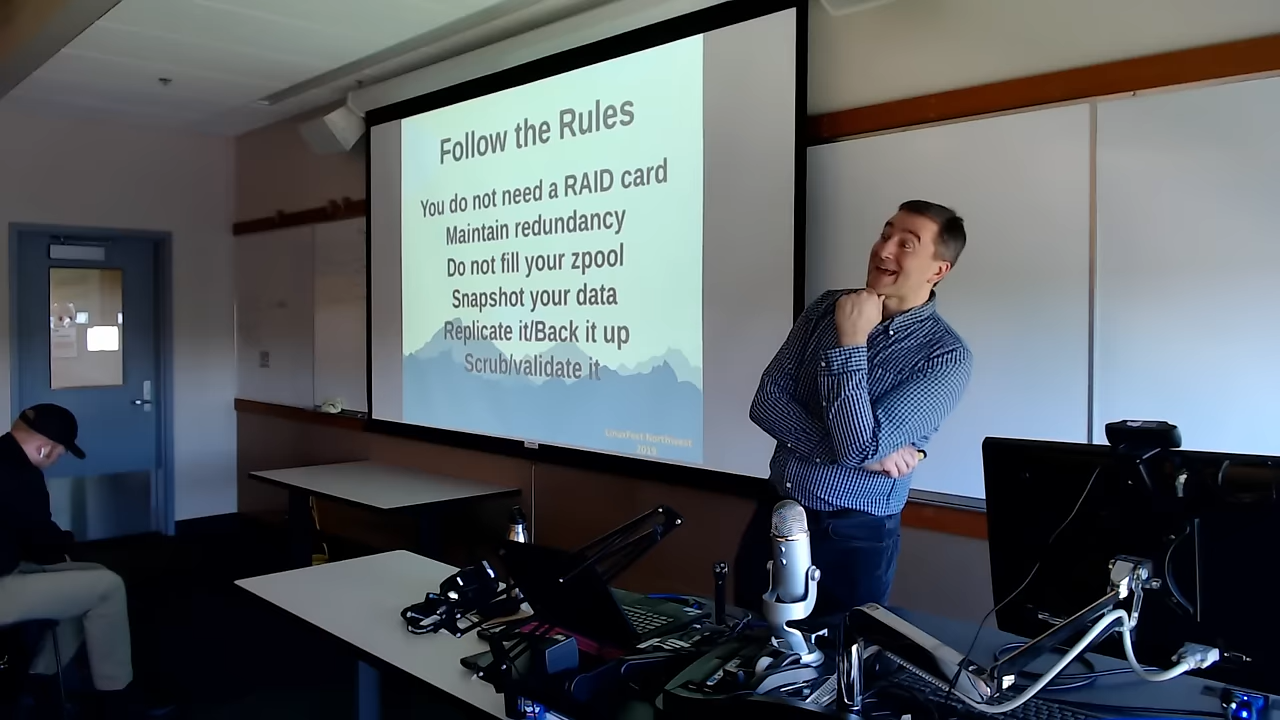 Follow the Rules
You do not need a RAID card
Maintain redundancy
Do not fill your zpool
Snapshot your data
Replicate it/Back it up
Scrub/validate it
LinuxFest Northwest